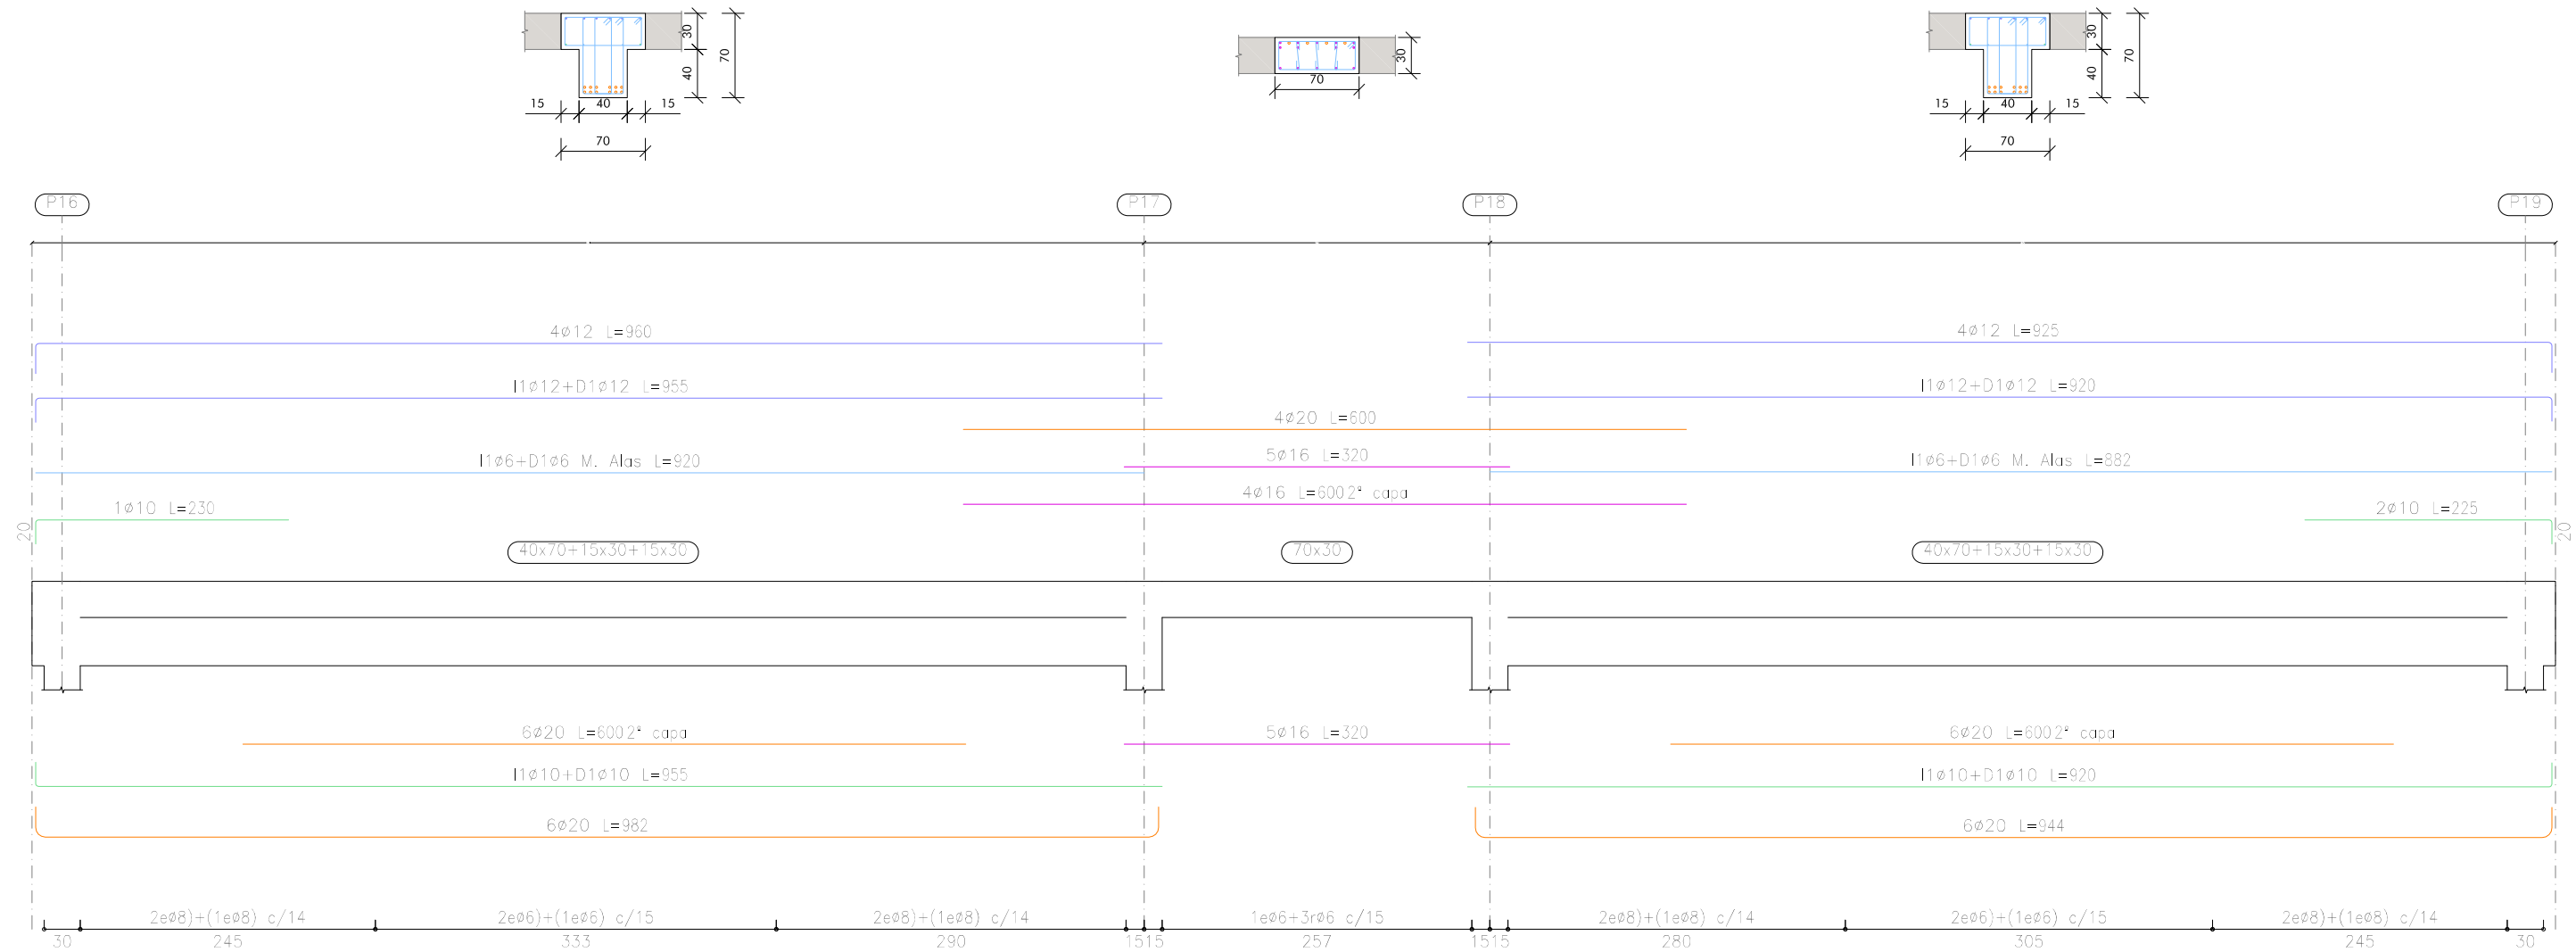 30
40
70
15 40 15
70
30
70
30
40
70
15 40 15
70
P16 P17 P18 P19
4ø12 L=960
4ø12 L=925
I1ø12+D1ø12 L=955
I1ø12+D1ø12 L=920
4ø20 L=600
I1ø6+D1ø6 M. Alas L=920
5ø16 L=320
I1ø6+D1ø6 M. Alas L=882
4ø16 L=600 2ª capa
20
1ø10 L=230
2ø10 L=225
20
40x70+15x30+15x30
70x30
40x70+15x30+15x30
6ø20 L=600 2ª capa
5ø16 L=320
6ø20 L=600 2ª capa
I1ø10+D1ø10 L=955
I1ø10+D1ø10 L=920
6ø20 L=982
6ø20 L=944
2eø8)+(1eø8) c/14 2eø6)+(1eø6) c/15 2eø8)+(1eø8) c/14 1eø6+3rø6 c/15 2eø8)+(1eø8) c/14 2eø6)+(1eø6) c/15 2eø8)+(1eø8) c/14
30 245 333 290 15 15 257 15 15 280 305 245 30